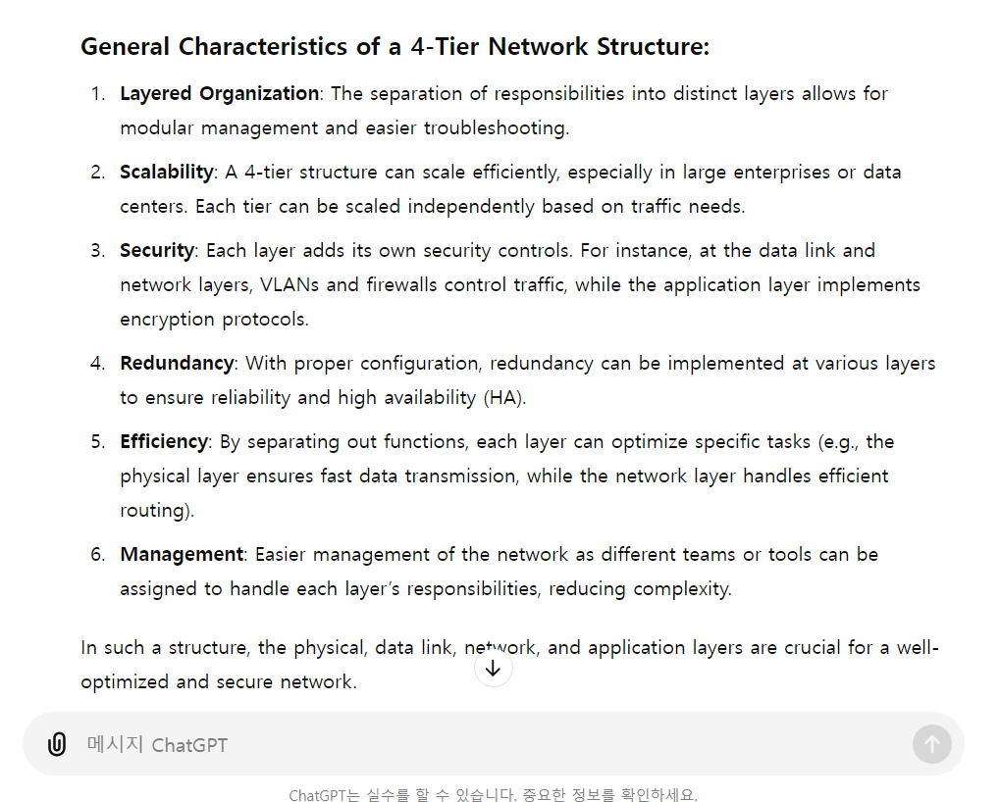 General Characteristics of a 4-Tier Network Structure:
1. Layered Organization: The separation of responsibilities into distinct layers allows for
modular management and easier troubleshooting.
2. Scalability: A 4-tier structure can scale efficiently, especially in large enterprises or data
centers. Each tier can be scaled independently based on traffic needs.
3. Security: Each layer adds its own security controls. For instance, at the data link and
network layers, VLANs and firewalls control traffic, while the application layer implements
encryption protocols.
4. Redundancy: With proper configuration, redundancy can be implemented at various layers
to ensure reliability and high availability (HA).
5. Efficiency: By separating out functions, each layer can optimize specific tasks (e.g., the
physical layer ensures fast data transmission, while the network layer handles efficient
routing).
6. Management: Easier management of the network as different teams or tools can be
assigned to handle each layer's responsibilities, reducing complexity.
In such a structure, the physical, data link, network, and application layers are crucial for a well-
optimized and secure network.
메시지 ChatGPT
ChatGPT는 실수를 할 수 있습니다. 중요한 정보를 확인하세요.